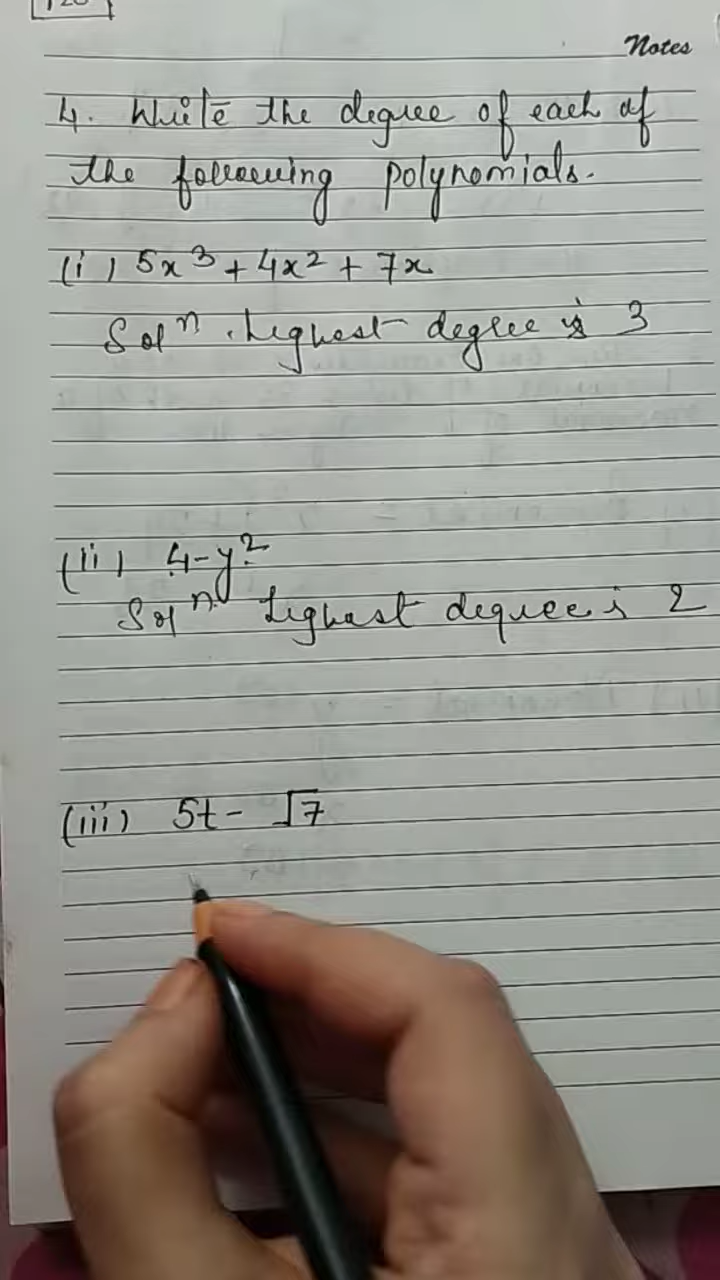 Notes
4. Write the degree of each of
the following polynomials.
(i) 5x³ + 4x² + 7x
Solⁿ. highest degree is 3
(ii) 4-y²
Solⁿ highest degree is 2
(iii) 5t - √7